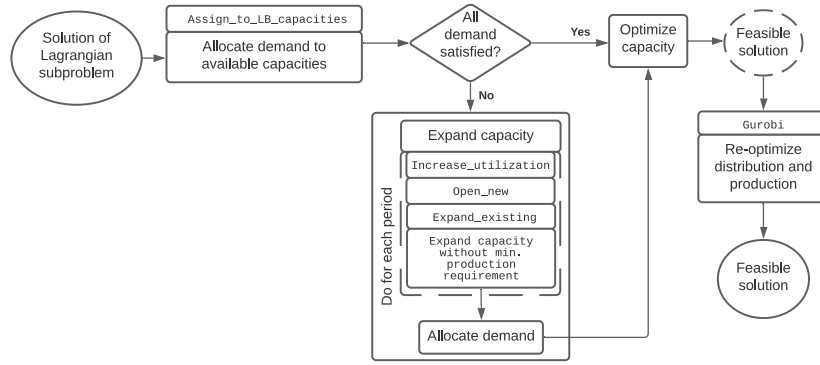 Solution of
Lagrangian
subproblem
Assign_to_LB_capacities
Allocate demand to
available capacities
All
demand
satisfied?
Yes
No
Optimize
capacity
Feasible
solution
Gurobi
Re-optimize
distribution and
production
Feasible
solution
Do for each period
Expand capacity
Increase_utilization
Open_new
Expand_existing
Expand capacity
without min.
production
requirement
Allocate demand